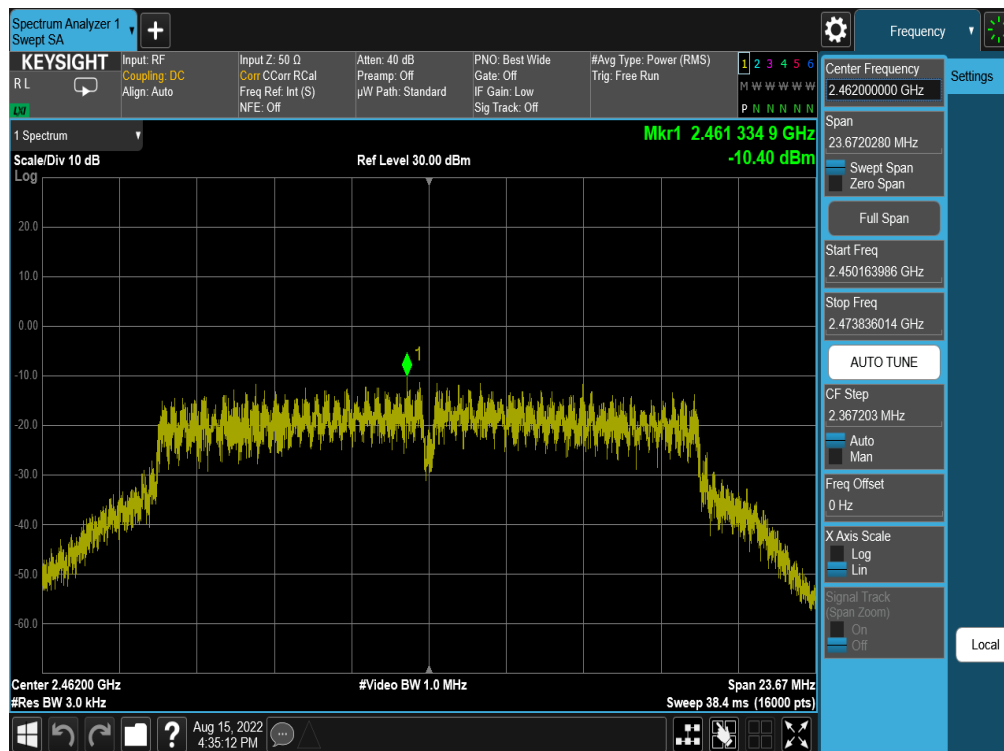 Spectrum Analyzer 1
Swept SA
Frequency
KEYSIGHT
R L
LXI
Input: RF
Coupling: DC
Align: Auto
Input Z: 50 Ω
Corr CCorr RCal
Freq Ref: Int (S)
NFE: Off
Atten: 40 dB
Preamp: Off
µW Path: Standard
PNO: Best Wide
Gate: Off
IF Gain: Low
Sig Track: Off
#Avg Type: Power (RMS)
Trig: Free Run
1 2 3 4 5 6
M W W W W W
P N N N N N
1 Spectrum
Scale/Div 10 dB
Log
Ref Level 30.00 dBm
Mkr1 2.461 334 9 GHz
-10.40 dBm
20.0
10.0
0.00
-10.0
-20.0
-30.0
-40.0
-50.0
-60.0
1
Center 2.46200 GHz
#Res BW 3.0 kHz
#Video BW 1.0 MHz
Span 23.67 MHz
Sweep 38.4 ms (16000 pts)
Center Frequency
2.462000000 GHz
Settings
Span
23.6720280 MHz
Swept Span
Zero Span
Full Span
Start Freq
2.450163986 GHz
Stop Freq
2.473836014 GHz
AUTO TUNE
CF Step
2.367203 MHz
Auto
Man
Freq Offset
0 Hz
X Axis Scale
Log
Lin
Signal Track
(Span Zoom)
On
Off
Local
?
Aug 15, 2022
4:35:12 PM